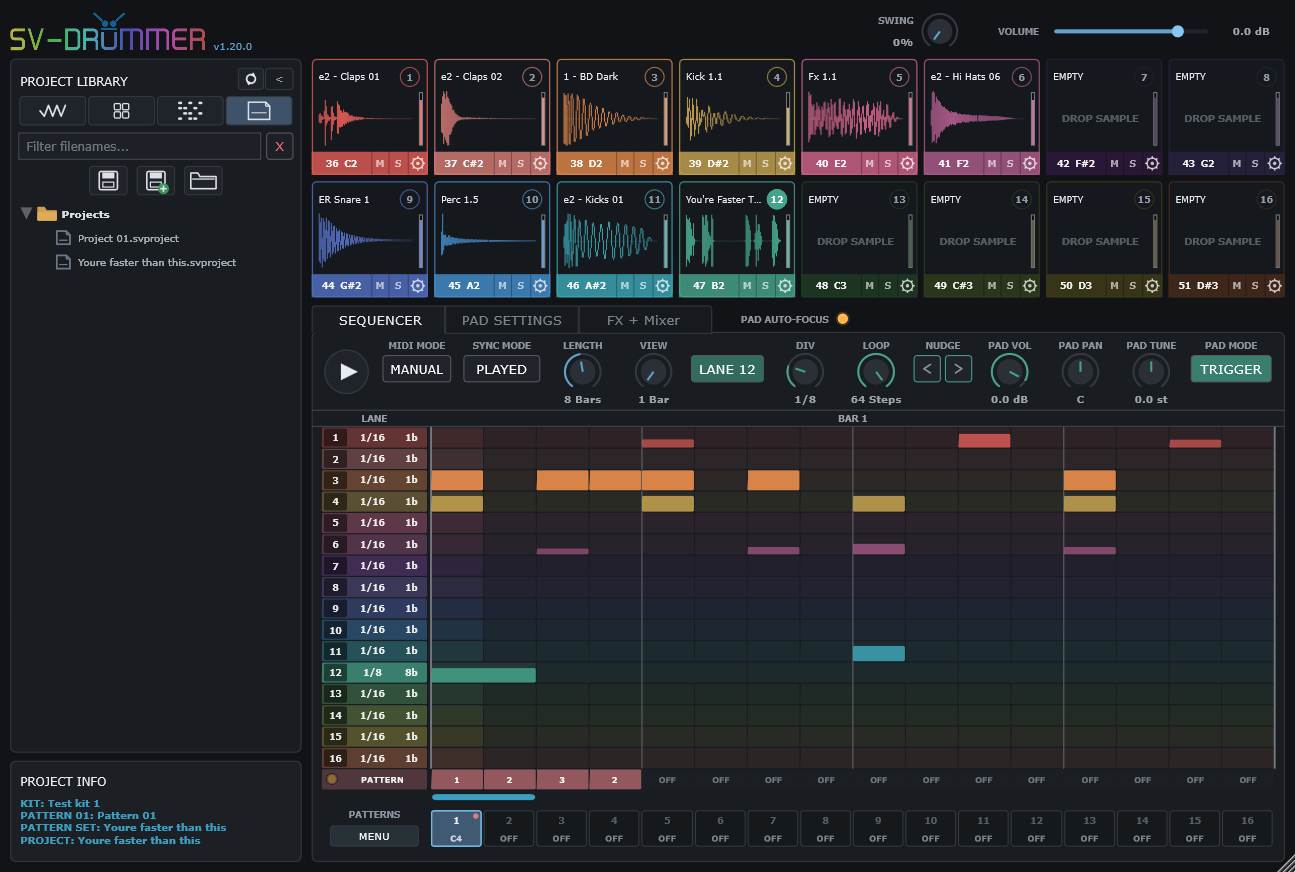 SV-DRUMMER v1.20.0
SWING
0%
VOLUME 0.0 dB
PROJECT LIBRARY <
Filter filenames... X
Projects
Project 01.svproject
Youre faster than this.svproject
PROJECT INFO
KIT: Test kit 1
PATTERN 01: Pattern 01
PATTERN SET: Youre faster than this
PROJECT: Youre faster than this
e2 - Claps 01 1 e2 - Claps 02 2 1 - BD Dark 3 Kick 1.1 4 Fx 1.1 5 e2 - Hi Hats 06 6 EMPTY 7 EMPTY 8
DROP SAMPLE DROP SAMPLE
36 C2 M S 37 C#2 M S 38 D2 M S 39 D#2 M S 40 E2 M S 41 F2 M S 42 F#2 M S 43 G2 M S
ER Snare 1 9 Perc 1.5 10 e2 - Kicks 01 11 You're Faster T... 12 EMPTY 13 EMPTY 14 EMPTY 15 EMPTY 16
DROP SAMPLE DROP SAMPLE DROP SAMPLE DROP SAMPLE
44 G#2 M S 45 A2 M S 46 A#2 M S 47 B2 M S 48 C3 M S 49 C#3 M S 50 D3 M S 51 D#3 M S
SEQUENCER PAD SETTINGS FX + Mixer PAD AUTO-FOCUS
MIDI MODE SYNC MODE LENGTH VIEW DIV LOOP NUDGE PAD VOL PAD PAN PAD TUNE PAD MODE
MANUAL PLAYED LANE 12 < > TRIGGER
8 Bars 1 Bar 1/8 64 Steps 0.0 dB C 0.0 st
LANE BAR 1
1 1/16 1b
2 1/16 1b
3 1/16 1b
4 1/16 1b
5 1/16 1b
6 1/16 1b
7 1/16 1b
8 1/16 1b
9 1/16 1b
10 1/16 1b
11 1/16 1b
12 1/8 8b
13 1/16 1b
14 1/16 1b
15 1/16 1b
16 1/16 1b
PATTERN 1 2 3 2 OFF OFF OFF OFF OFF OFF OFF OFF OFF OFF OFF OFF
PATTERNS
MENU
1 2 3 4 5 6 7 8 9 10 11 12 13 14 15 16
C4 OFF OFF OFF OFF OFF OFF OFF OFF OFF OFF OFF OFF OFF OFF OFF